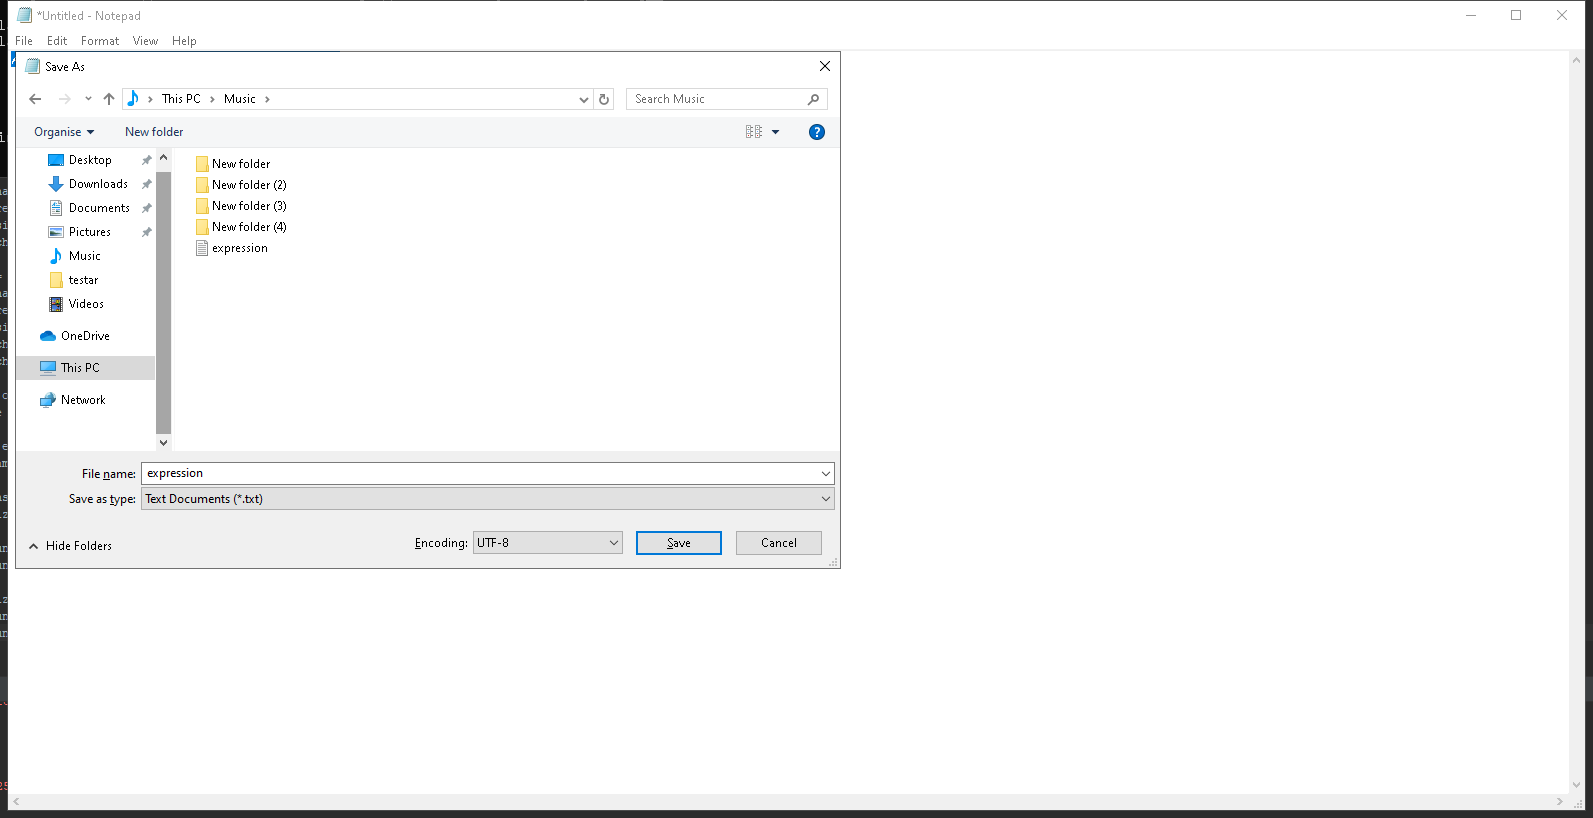 *Untitled - Notepad
File Edit Format View Help
Save As
This PC Music
Search Music
Organise New folder
Desktop
Downloads
Documents
Pictures
Music
testar
Videos
OneDrive
This PC
Network
New folder
New folder (2)
New folder (3)
New folder (4)
expression
File name: expression
Save as type: Text Documents (*.txt)
Hide Folders
Encoding: UTF-8
Save
Cancel